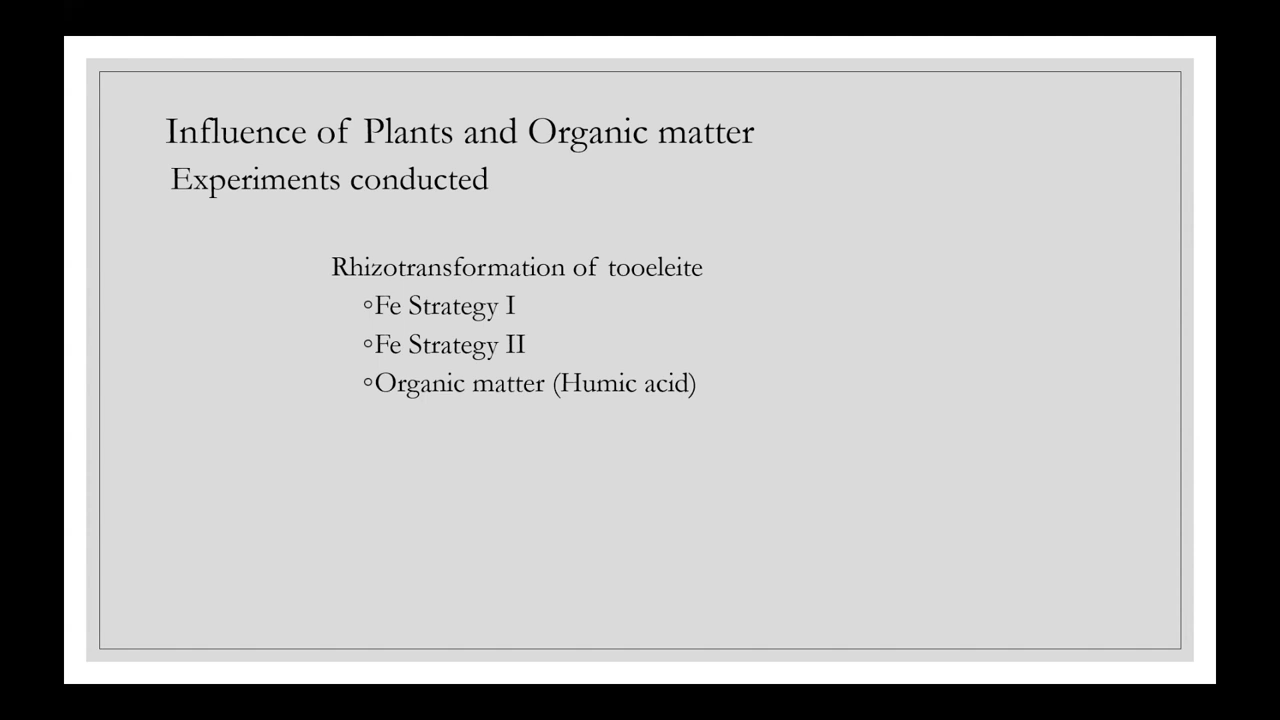 Influence of Plants and Organic matter
Experiments conducted
Rhizotransformation of tooeleite
◦Fe Strategy I
◦Fe Strategy II
◦Organic matter (Humic acid)